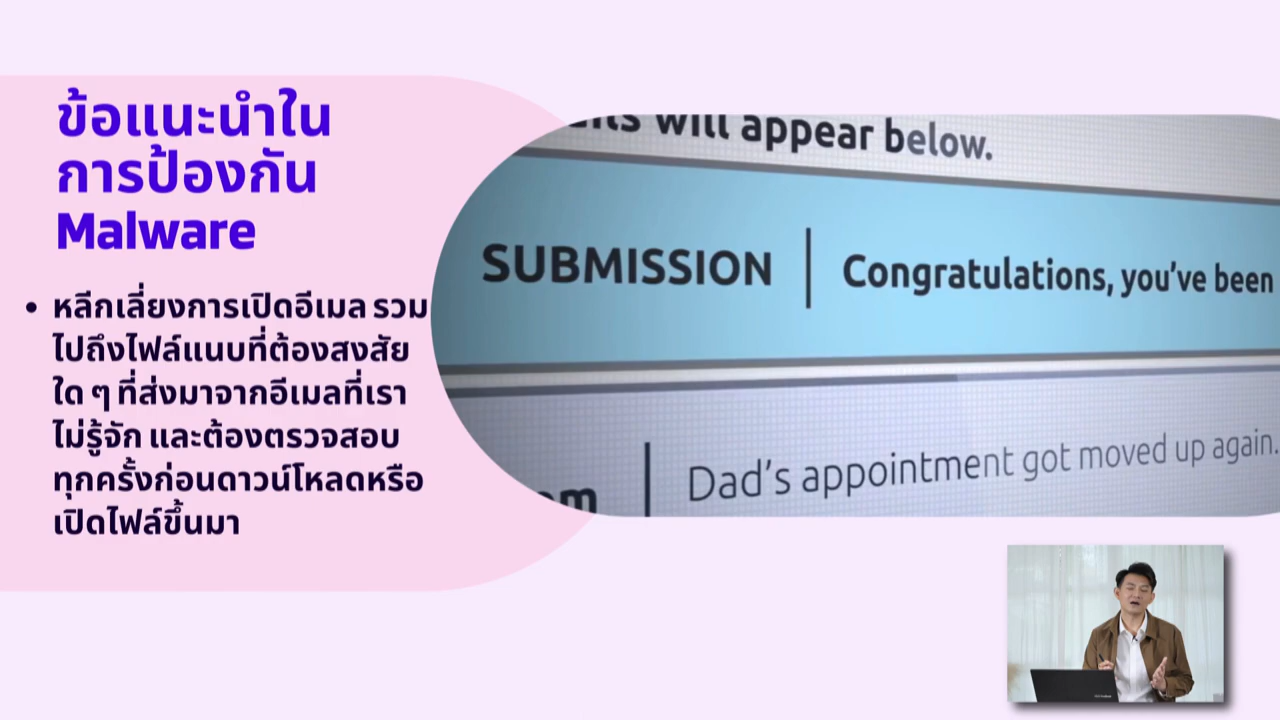 ข้อแนะนำใน
การป้องกัน
Malware
• หลีกเลี่ยงการเปิดอีเมล รวม
ไปถึงไฟล์แนบที่ต้องสงสัย
ใด ๆ ที่ส่งมาจากอีเมลที่เรา
ไม่รู้จัก และต้องตรวจสอบ
ทุกครั้งก่อนดาวน์โหลดหรือ
เปิดไฟล์ขึ้นมา
will appear below.
SUBMISSION | Congratulations, you've been
Dad's appointment got moved up again.